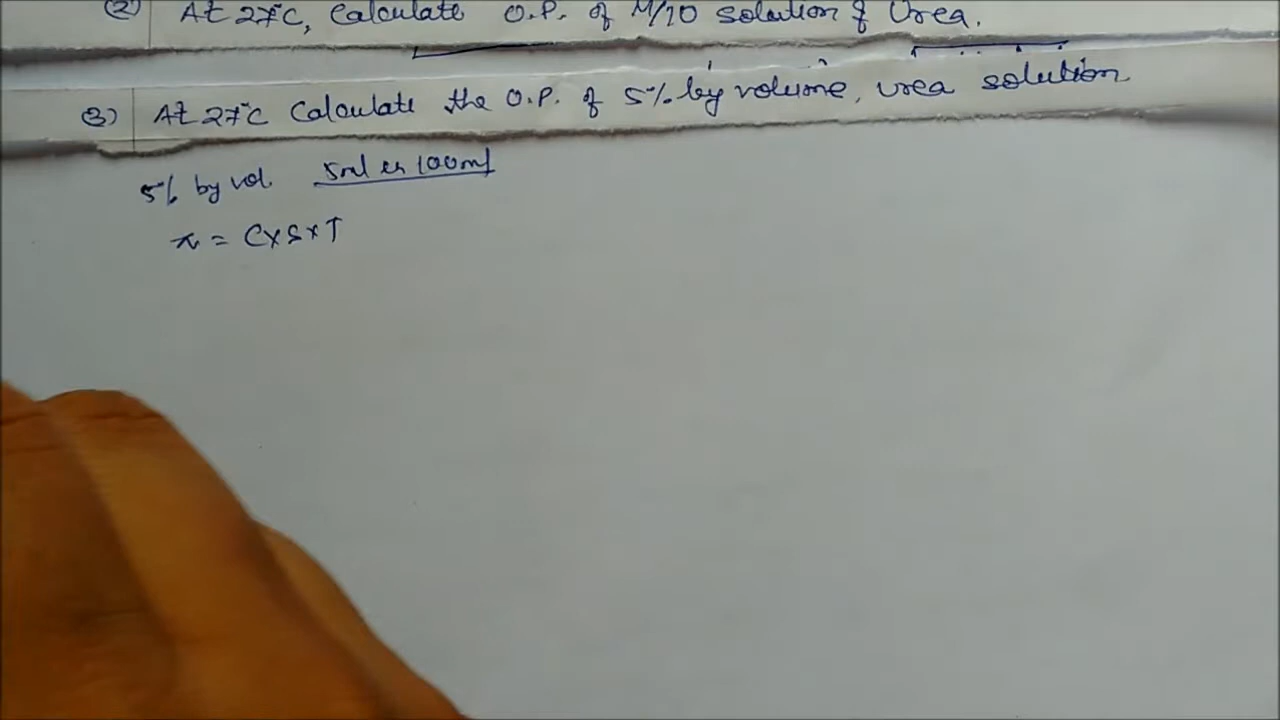 (2) At 27°C, Calculate O.P. of M/10 solution of Urea.
(3) At 27°C Calculate the O.P. of 5% by volume, urea solution
5% by vol. 5ml in 100ml
π = C×S×T